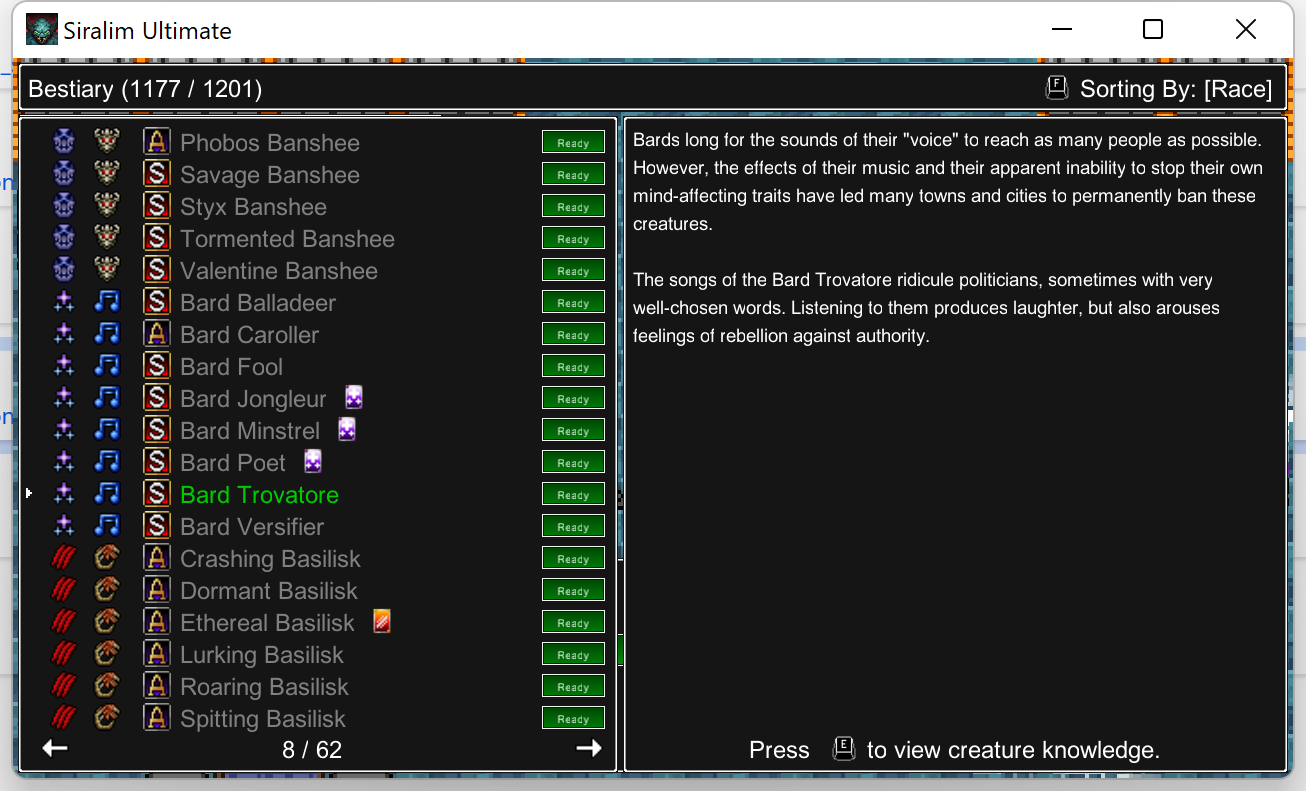 Siralim Ultimate
Bestiary (1177 / 1201)
F Sorting By: [Race]
A Phobos Banshee Ready
S Savage Banshee Ready
S Styx Banshee Ready
S Tormented Banshee Ready
S Valentine Banshee Ready
S Bard Balladeer Ready
A Bard Caroller Ready
S Bard Fool Ready
S Bard Jongleur Ready
S Bard Minstrel Ready
S Bard Poet Ready
S Bard Trovatore Ready
S Bard Versifier Ready
A Crashing Basilisk Ready
A Dormant Basilisk Ready
A Ethereal Basilisk Ready
A Lurking Basilisk Ready
A Roaring Basilisk Ready
A Spitting Basilisk Ready
8 / 62
Bards long for the sounds of their "voice" to reach as many people as possible.
However, the effects of their music and their apparent inability to stop their own
mind-affecting traits have led many towns and cities to permanently ban these
creatures.
The songs of the Bard Trovatore ridicule politicians, sometimes with very
well-chosen words. Listening to them produces laughter, but also arouses
feelings of rebellion against authority.
Press E to view creature knowledge.